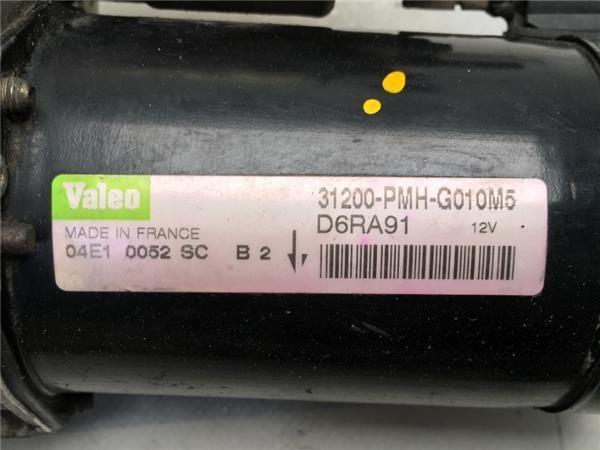 Valeo
MADE IN FRANCE
04E1 0052 SC B 2
31200-PMH-G010M5
D6RA91 12V